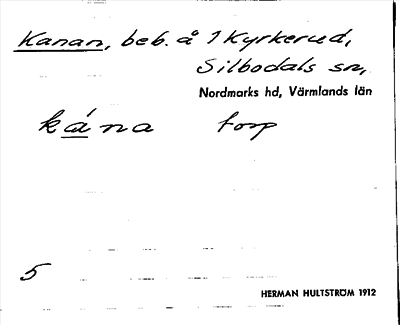 Kanan, beb. å 1 Kyrkerud,
Silbodals sn,
Nordmarks hd, Värmlands län
kána torp
5
HERMAN HULTSTRÖM 1912